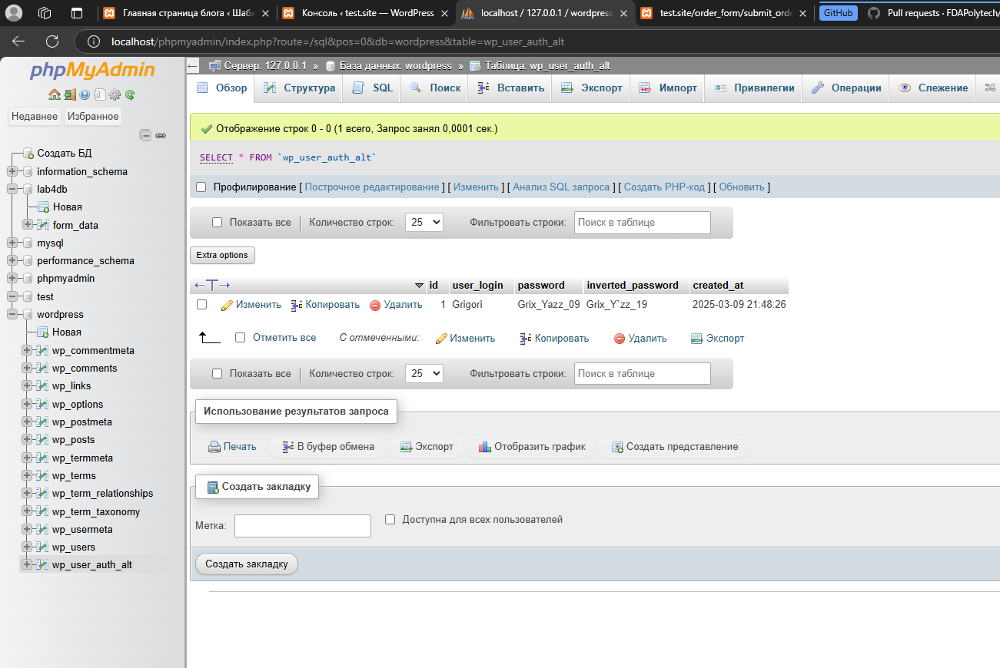 Главная страница блога ‹ Шабл
Консоль ‹ test.site — WordPress
localhost / 127.0.0.1 / wordpress
test.site/order_form/submit_orde
GitHub
Pull requests · FDAPolytech/
localhost/phpmyadmin/index.php?route=/sql&pos=0&db=wordpress&table=wp_user_auth_alt
phpMyAdmin
Недавнее Избранное
Создать БД
information_schema
lab4db
Новая
form_data
mysql
performance_schema
phpmyadmin
test
wordpress
Новая
wp_commentmeta
wp_comments
wp_links
wp_options
wp_postmeta
wp_posts
wp_termmeta
wp_terms
wp_term_relationships
wp_term_taxonomy
wp_usermeta
wp_users
wp_user_auth_alt
Сервер: 127.0.0.1 » База данных: wordpress » Таблица: wp_user_auth_alt
Обзор Структура SQL Поиск Вставить Экспорт Импорт Привилегии Операции Слежение
Отображение строк 0 - 0 (1 всего, Запрос занял 0,0001 сек.)
SELECT * FROM `wp_user_auth_alt`
Профилирование [ Построчное редактирование ] [ Изменить ] [ Анализ SQL запроса ] [ Создать PHP-код ] [ Обновить ]
Показать все Количество строк: 25 Фильтровать строки: Поиск в таблице
Extra options
id user_login password inverted_password created_at
Изменить Копировать Удалить 1 Grigori Grix_Yazz_09 Grix_Y`zz_19 2025-03-09 21:48:26
Отметить все С отмеченными: Изменить Копировать Удалить Экспорт
Показать все Количество строк: 25 Фильтровать строки: Поиск в таблице
Использование результатов запроса
Печать В буфер обмена Экспорт Отобразить график Создать представление
Создать закладку
Метка: Доступна для всех пользователей
Создать закладку